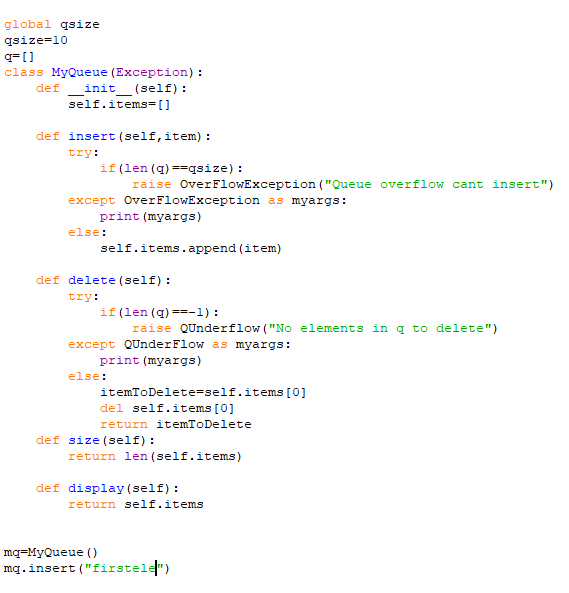 global qsize
qsize=10
q=[]
class MyQueue(Exception):
    def __init__(self):
        self.items=[]

    def insert(self,item):
        try:
            if(len(q)==qsize):
                raise OverFlowException("Queue overflow cant insert")
        except OverFlowException as myargs:
            print(myargs)
        else:
            self.items.append(item)

    def delete(self):
        try:
            if(len(q)==-1):
                raise QUnderflow("No elements in q to delete")
        except QUnderFlow as myargs:
            print(myargs)
        else:
            itemToDelete=self.items[0]
            del self.items[0]
            return itemToDelete
    def size(self):
        return len(self.items)

    def display(self):
        return self.items


mq=MyQueue()
mq.insert("firstele")